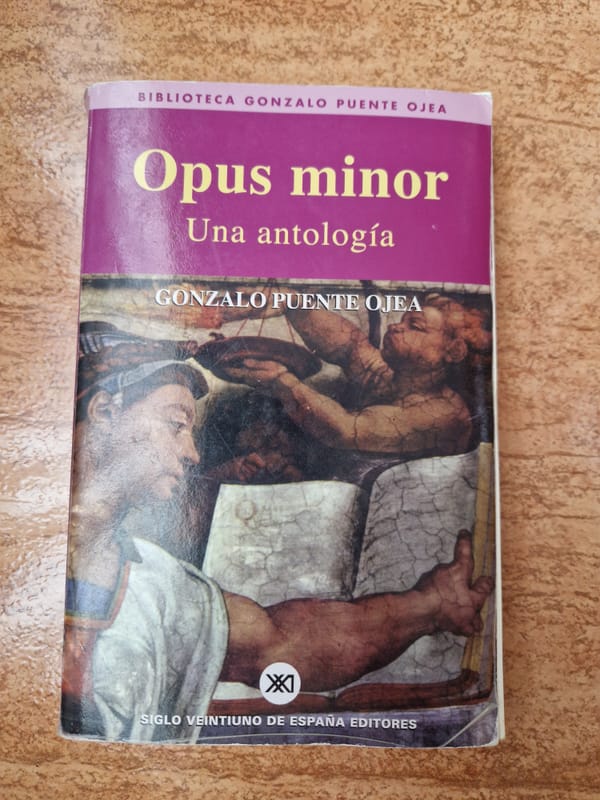 BIBLIOTECA GONZALO PUENTE OJEA
Opus minor
Una antología
GONZALO PUENTE OJEA
Q
XXI
SIGLO VEINTIUNO DE ESPAÑA EDITORES